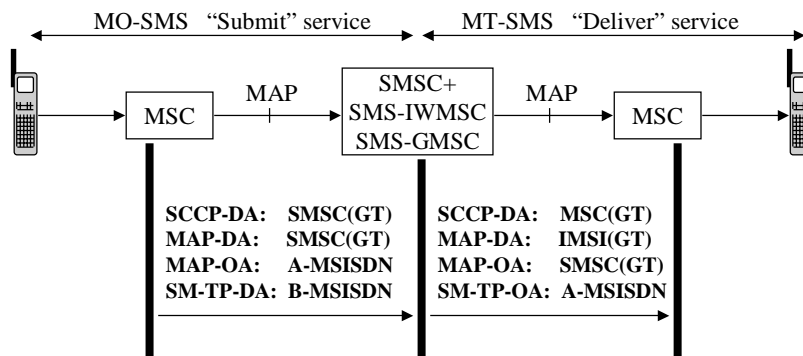 MO-SMS “Submit” service
MT-SMS “Deliver” service
MSC
MAP
SMSC+
SMS-IWMSC
SMS-GMSC
MAP
MSC
SCCP-DA: SMSC(GT)
MAP-DA: SMSC(GT)
MAP-OA: A-MSISDN
SM-TP-DA: B-MSISDN
SCCP-DA: MSC(GT)
MAP-DA: IMSI(GT)
MAP-OA: SMSC(GT)
SM-TP-OA: A-MSISDN